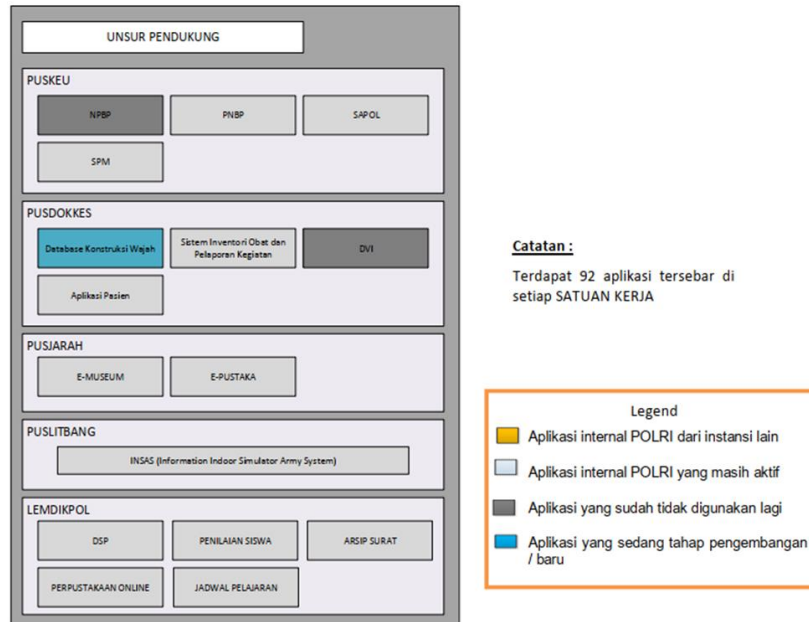 UNSUR PENDUKUNG
PUSKEU
NPBP
PNBP
SAPOL
SPM
PUSDOKKES
Database Konstruksi Wajah
Sistem Inventori Obat dan
Pelaporan Kegiatan
DVI
Aplikasi Pasien
PUSJARAH
E-MUSEUM
E-PUSTAKA
PUSLITBANG
INSAS (Information Indoor Simulator Army System)
LEMDIKPOL
DSP
PENILAIAN SISWA
ARSIP SURAT
PERPUSTAKAAN ONLINE
JADWAL PELAJARAN
Catatan :
Terdapat 92 aplikasi tersebar di
setiap SATUAN KERJA
Legend
Aplikasi internal POLRI dari instansi lain
Aplikasi internal POLRI yang masih aktif
Aplikasi yang sudah tidak digunakan lagi
Aplikasi yang sedang tahap pengembangan
/ baru